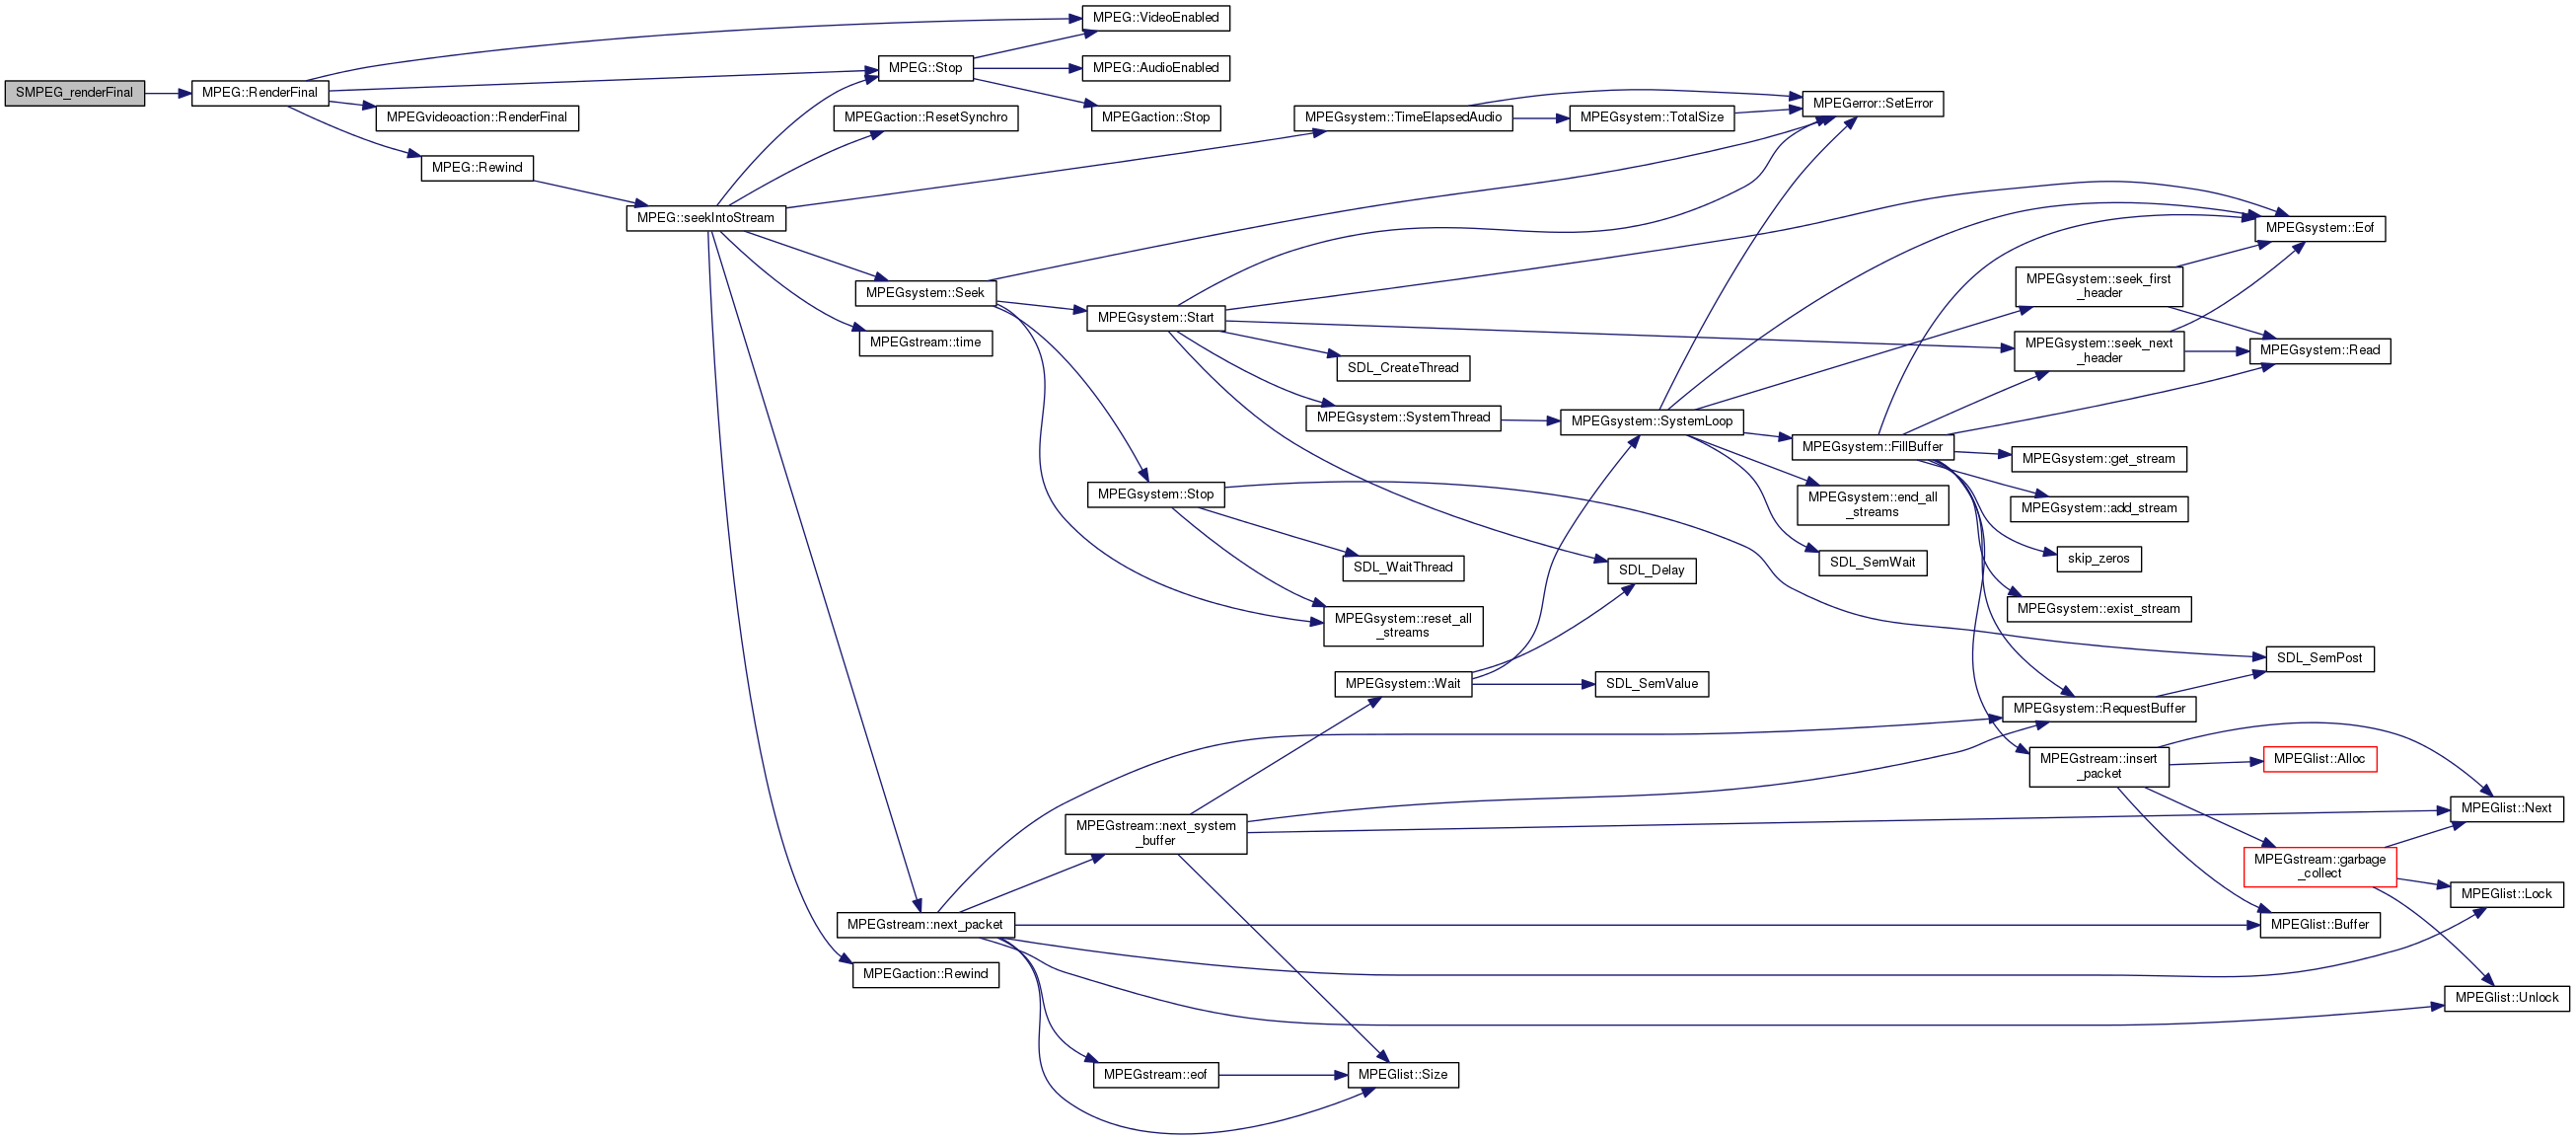 MPEG::VideoEnabled
MPEG::Stop
MPEG::AudioEnabled
SMPEG_renderFinal
MPEG::RenderFinal
MPEGvideoaction::RenderFinal
MPEGaction::ResetSynchro
MPEGaction::Stop
MPEGsystem::TimeElapsedAudio
MPEGsystem::TotalSize
MPEGerror::SetError
MPEG::Rewind
MPEG::seekIntoStream
MPEGsystem::Eof
MPEGsystem::Seek
MPEGsystem::seek_first
_header
MPEGsystem::Start
MPEGstream::time
MPEGsystem::seek_next
_header
MPEGsystem::Read
SDL_CreateThread
MPEGsystem::SystemThread
MPEGsystem::SystemLoop
MPEGsystem::FillBuffer
MPEGsystem::get_stream
MPEGsystem::Stop
MPEGsystem::end_all
_streams
MPEGsystem::add_stream
SDL_WaitThread
SDL_Delay
SDL_SemWait
skip_zeros
MPEGsystem::reset_all
_streams
MPEGsystem::exist_stream
SDL_SemPost
MPEGsystem::Wait
SDL_SemValue
MPEGsystem::RequestBuffer
MPEGstream::insert
_packet
MPEGlist::Alloc
MPEGlist::Next
MPEGstream::next_system
_buffer
MPEGstream::garbage
_collect
MPEGlist::Lock
MPEGstream::next_packet
MPEGlist::Buffer
MPEGaction::Rewind
MPEGlist::Unlock
MPEGstream::eof
MPEGlist::Size